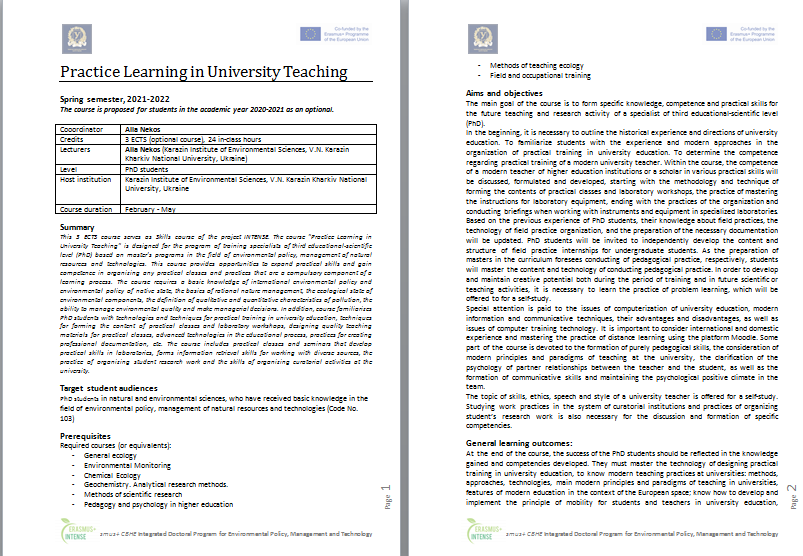 Co-funded by the
Erasmus+ Programme
of the European Union
Practice Learning in University Teaching
Spring semester, 2021-2022
The course is proposed for students in the academic year 2020-2021 as an optional.
Cooordinator Alla Nekos
Credits 3 ECTS (optional course), 24 in-class hours
Lecturers Alla Nekos (Karazin Institute of Environmental Sciences, V.N. Karazin
Kharkiv National University, Ukraine)
Level PhD students
Host institution Karazin Institute of Environmental Sciences, V.N. Karazin Kharkiv National
University, Ukraine
Course duration February - May
Summary
This 3 ECTS course serves as Skills course of the project INTENSE. The course "Practice Learning in
University Teaching" is designed for the program of training specialists of third educational-scientific
level (PhD) based on master's programs in the field of environmental policy, management of natural
resources and technologies. This course provides opportunities to expand practical skills and gain
competence in organizing any practical classes and practices that are a compulsory component of a
learning process. The course requires a basic knowledge of international environmental policy and
environmental policy of native state, the basics of rational nature management, the ecological state of
environmental components, the definition of qualitative and quantitative characteristics of pollution, the
ability to manage environmental quality and make managerial decisions. In addition, course familiarizes
PhD students with technologies and techniques for practical training in university education, techniques
for forming the content of practical classes and laboratory workshops, designing quality teaching
materials for practical classes, advanced technologies in the educational process, practices for creating
professional documentation, etc. The course includes practical classes and seminars that develop
practical skills in laboratories, forms information retrieval skills for working with diverse sources, the
practice of organising student research work and the skills of organising curatorial activities at the
university.
Target student audiences
PhD students in natural and environmental sciences, who have received basic knowledge in the
field of environmental policy, management of natural resources and technologies (Code No.
103)
Prerequisites
Required courses (or equivalents):
- General ecology
- Environmental Monitoring
- Chemical Ecology
- Geochemistry. Analytical research methods.
- Methods of scientific research
- Pedagogy and psychology in higher education
Page 1
ERASMUS+
INTENSE
smus+ CBHE Integrated Doctoral Program for Environmental Policy, Management and Technology
Co-funded by the
Erasmus+ Programme
of the European Union
- Methods of teaching ecology
- Field and occupational training
Aims and objectives
The main goal of the course is to form specific knowledge, competence and practical skills for
the future teaching and research activity of a specialist of third educational-scientific level
(PhD).
In the beginning, it is necessary to outline the historical experience and directions of university
education. To familiarize students with the experience and modern approaches in the
organization of practical training in university education. To determine the competence
regarding practical training of a modern university teacher. Within the course, the competence
of a modern teacher of higher education institutions or a scholar in various practical skills will
be discussed, formulated and developed, starting with the methodology and technique of
forming the contents of practical classes and laboratory classes, the practice of mastering
the instructions for laboratory equipment, ending with the practices of the organization and
conducting briefings when working with instruments and equipment in specialized laboratories.
Based on the previous experience of PhD students, their knowledge about field practices, the
technology of field practice organization, and the preparation of the necessary documentation
will be updated. PhD students will be invited to independently develop the content and
structure of field practice internships for undergraduate students. As the preparation of
masters in the curriculum foresees conducting of pedagogical practice, respectively, students
will master the content and technology of conducting pedagogical practice. In order to develop
and maintain creative potential both during the period of training and in future scientific or
teaching activities, it is necessary to learn the practice of problem learning, which will be
offered to for a self-study.
Special attention is paid to the issues of computerization of university education, modern
information and communicative techniques, their advantages and disadvantages, as well as
issues of computer training technology. It is important to consider international and domestic
experience and mastering the practice of distance learning using the platform Moodle. Some
part of the course is devoted to the formation of purely pedagogical skills, the consideration of
modern principles and paradigms of teaching at the university, the clarification of the
psychology of partner relationships between the teacher and the student, as well as the
formation of communicative skills and maintaining the psychological positive climate in the
team.
The topic of skills, ethics, speech and style of a university teacher is offered for a self-study.
Studying work practices in the system of curatorial institutions and practices of organizing
student's research work is also necessary for the discussion and formation of specific
competencies.
General learning outcomes:
At the end of the course, the success of the PhD students should be reflected in the knowledge
gained and competencies developed. They must master the technology of designing practical
training in university education, to know modern teaching practices at universities: methods,
approaches, technologies, main modern principles and paradigms of teaching in universities,
features of modern education in the context of the European space; know how to develop and
implement the principle of mobility for students and teachers in university education,
Page 2
ERASMUS+
INTENSE
smus+ CBHE Integrated Doctoral Program for Environmental Policy, Management and Technology